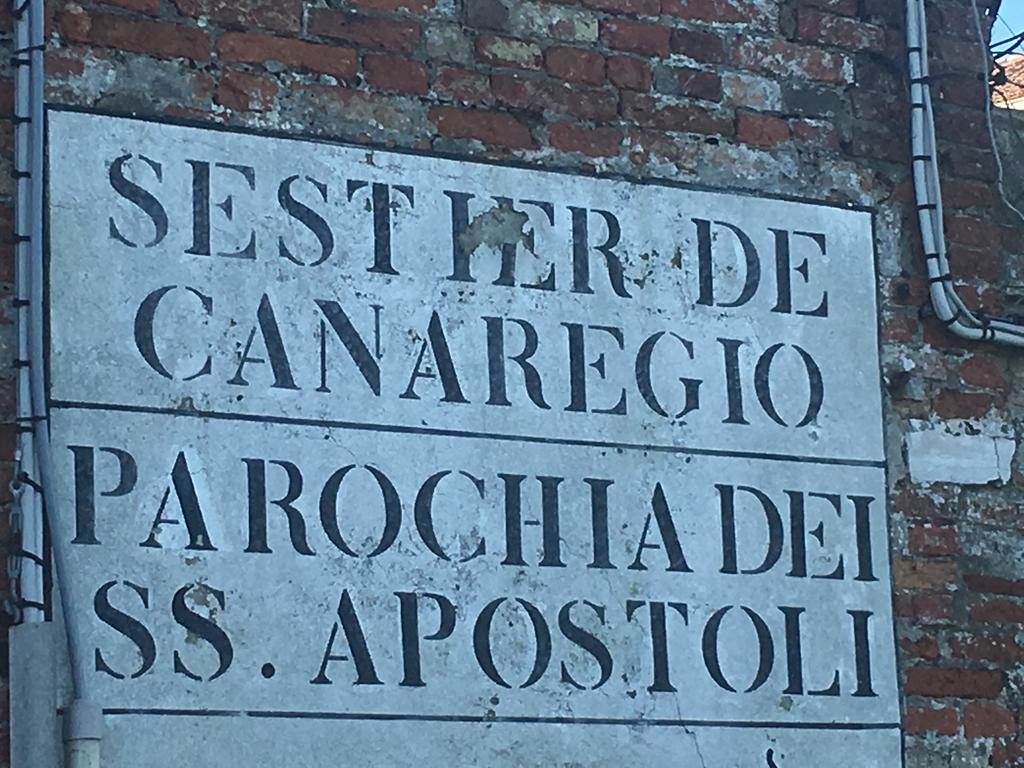 SESTIER DE
CANAREGIO
PAROCHIA DEI
SS. APOSTOLI